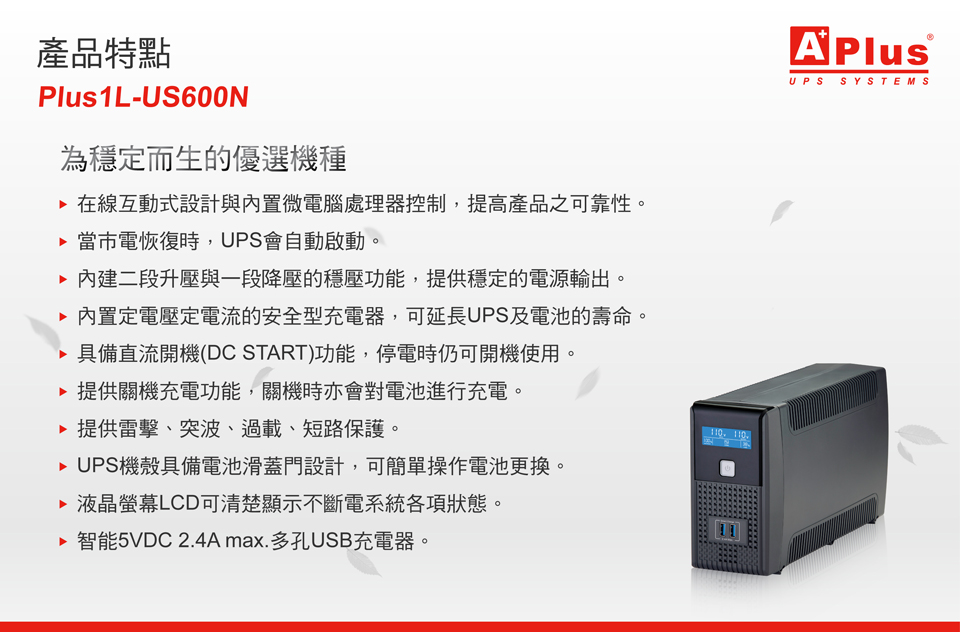 產品特點
Plus1L-US600N
A+Plus®
UPS SYSTEMS
為穩定而生的優選機種
在線互動式設計與內置微電腦處理器控制，提高產品之可靠性。
當市電恢復時，UPS會自動啟動。
內建二段升壓與一段降壓的穩壓功能，提供穩定的電源輸出。
內置定電壓定電流的安全型充電器，可延長UPS及電池的壽命。
具備直流開機(DC START)功能，停電時仍可開機使用。
提供關機充電功能，關機時亦會對電池進行充電。
提供雷擊、突波、過載、短路保護。
UPS機殼具備電池滑蓋門設計，可簡單操作電池更換。
液晶螢幕LCD可清楚顯示不斷電系統各項狀態。
智能5VDC 2.4A max.多孔USB充電器。
110v 110v